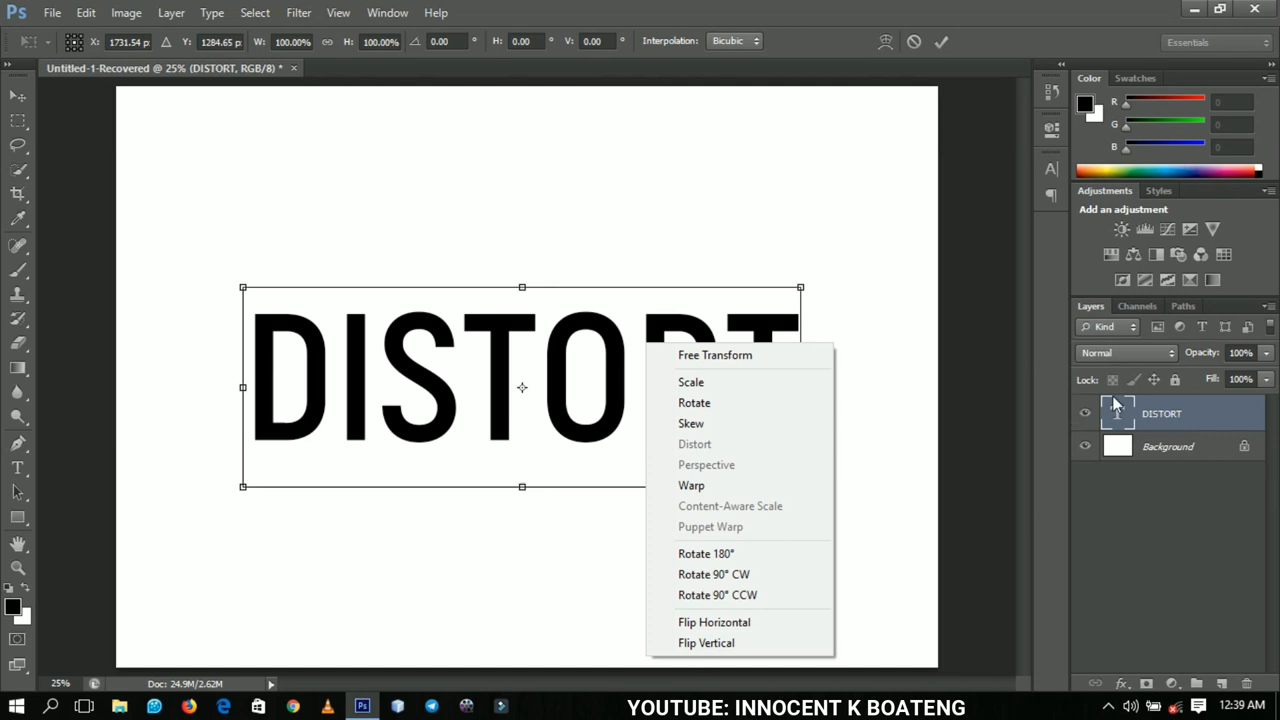 Ps File Edit Image Layer Type Select Filter View Window Help
X: 1731.54 p Y: 1284.65 p W: 100.00% H: 100.00% 0.00 ° H: 0.00 ° V: 0.00 ° Interpolation: Bicubic Essentials
Untitled-1-Recovered @ 25% (DISTORT, RGB/8) * ×
Color Swatches
R 0
G 0
B 0
Adjustments Styles
Add an adjustment
Layers Channels Paths
Kind
Normal Opacity: 100%
Lock: Fill: 100%
DISTORT
Background
DISTORT
Free Transform
Scale
Rotate
Skew
Distort
Perspective
Warp
Content-Aware Scale
Puppet Warp
Rotate 180°
Rotate 90° CW
Rotate 90° CCW
Flip Horizontal
Flip Vertical
25% Doc: 24.9M/2.62M
Ps YOUTUBE: INNOCENT K BOATENG 12:39 AM